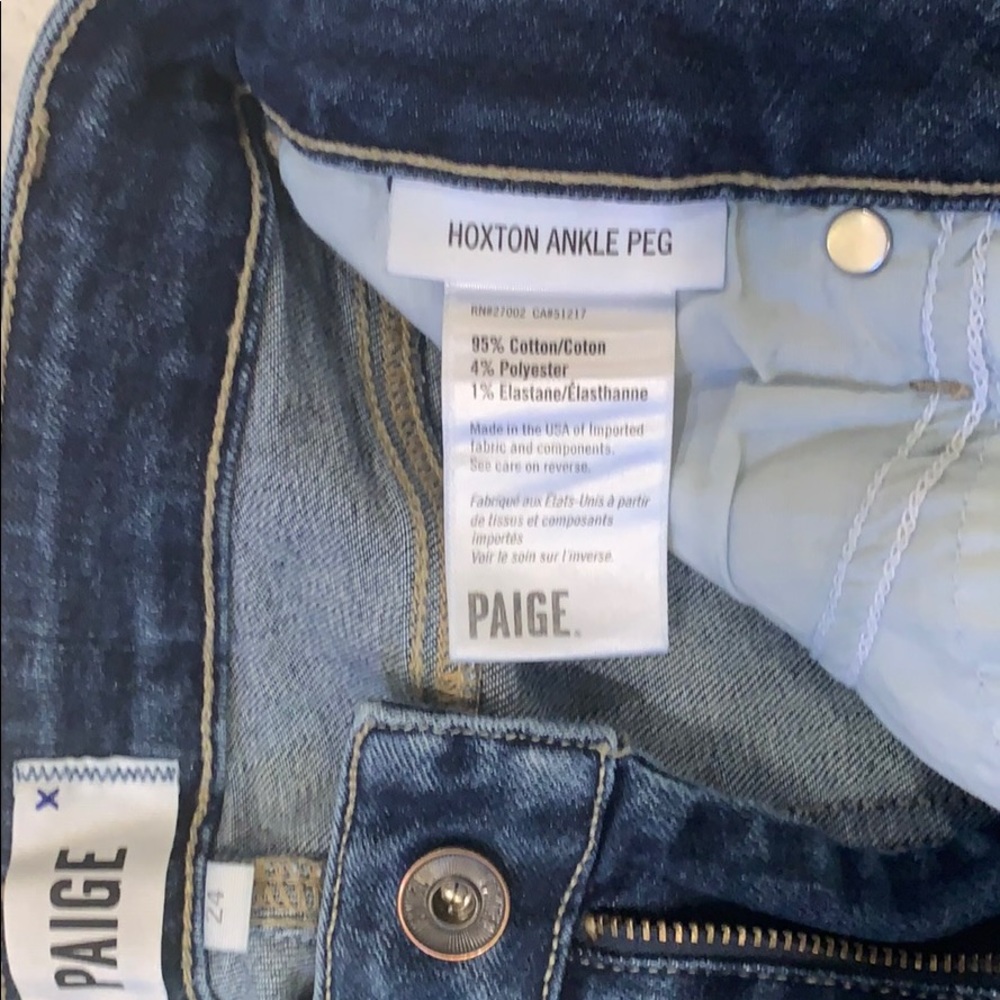 HOXTON ANKLE PEG
RN#27002 CA#51217
95% Cotton/Coton
4% Polyester
1% Elastane/Élasthanne
Made in the USA of Imported
fabric and components.
See care on reverse.
Fabriqué aux États-Unis à partir
de tissus et composants
importés
Voir le soin sur l'inverse.
PAIGE.
X
PAIGE
24